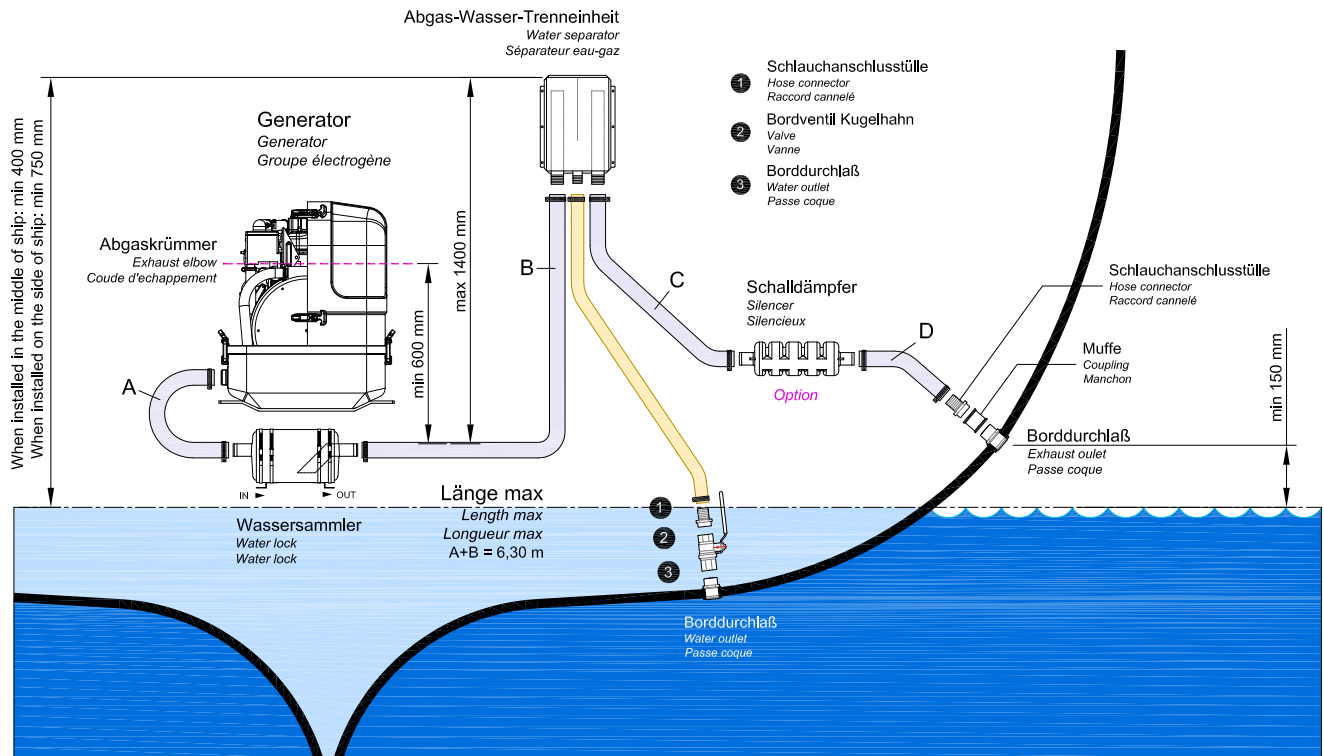 Abgas-Wasser-Trenneinheit
Water separator
Séparateur eau-gaz
1
Schlauchanschlusstülle
Hose connector
Raccord cannelé
2
Bordventil Kugelhahn
Valve
Vanne
3
Borddurchlaß
Water outlet
Passe coque
When installed in the middle of ship: min 400 mm
When installed on the side of ship: min 750 mm
Generator
Generator
Groupe électrogène
Abgaskrümmer
Exhaust elbow
Coude d'echappement
max 1400 mm
min 600 mm
A
B
C
D
Schalldämpfer
Silencer
Silencieux
Option
Schlauchanschlusstülle
Hose connector
Raccord cannelé
Muffe
Coupling
Manchon
min 150 mm
Borddurchlaß
Exhaust oulet
Passe coque
IN
OUT
Wassersammler
Water lock
Water lock
Länge max
Length max
Longueur max
A+B = 6,30 m
1
2
3
Borddurchlaß
Water outlet
Passe coque